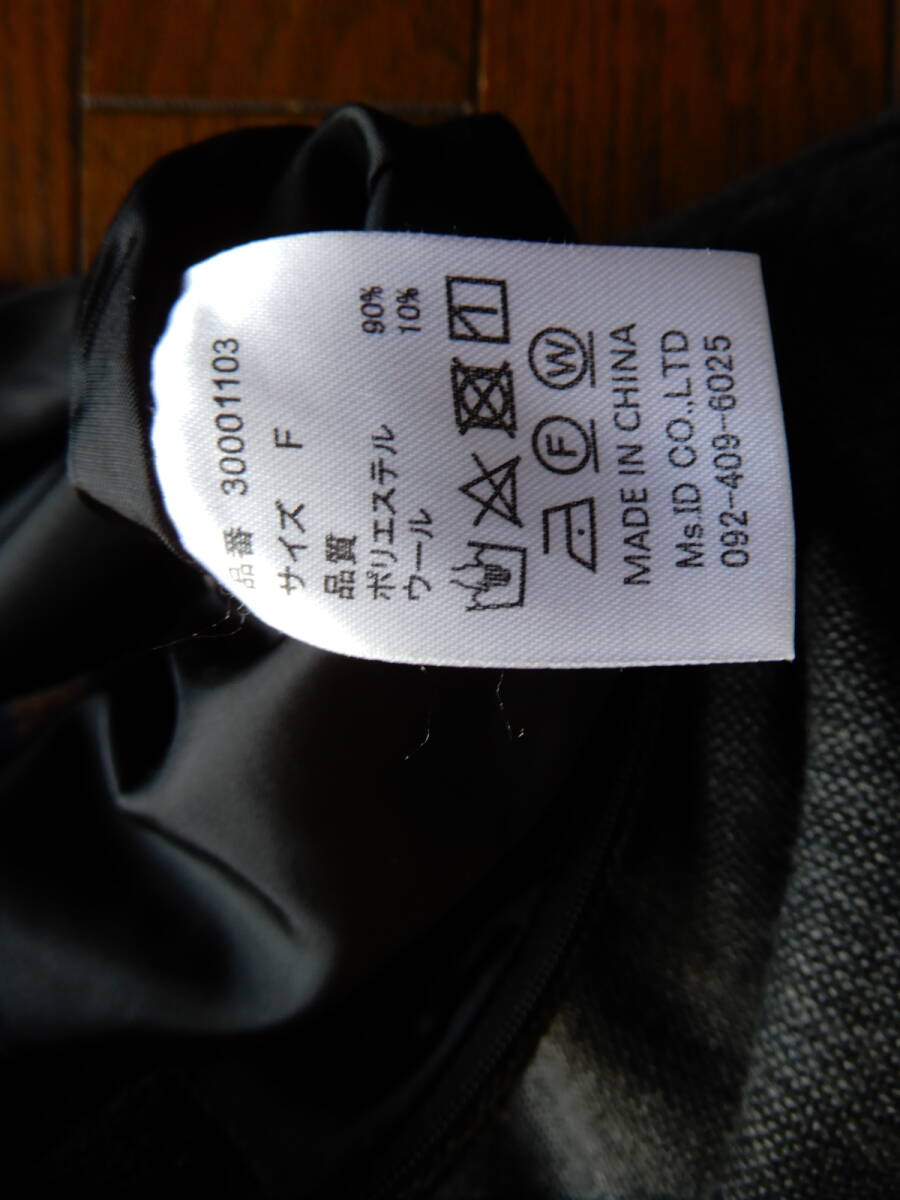 品番 30001103
サイズ F
品質
ポリエステル 90%
ウール 10%
F W
MADE IN CHINA
Ms.ID CO.,LTD
092-409-6025